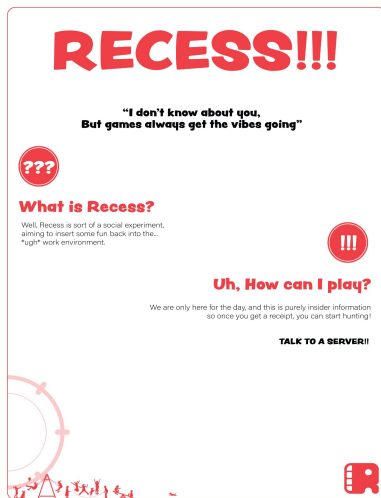 RECESS!!!
“I don’t know about you,
But games always get the vibes going”
???
What is Recess?
Well, Recess is sort of a social experiment,
aiming to insert some fun back into the...
*ugh* work environment.
!!!
Uh, How can I play?
We are only here for the day, and this is purely insider information
so once you get a receipt, you can start hunting!
TALK TO A SERVER!!
R